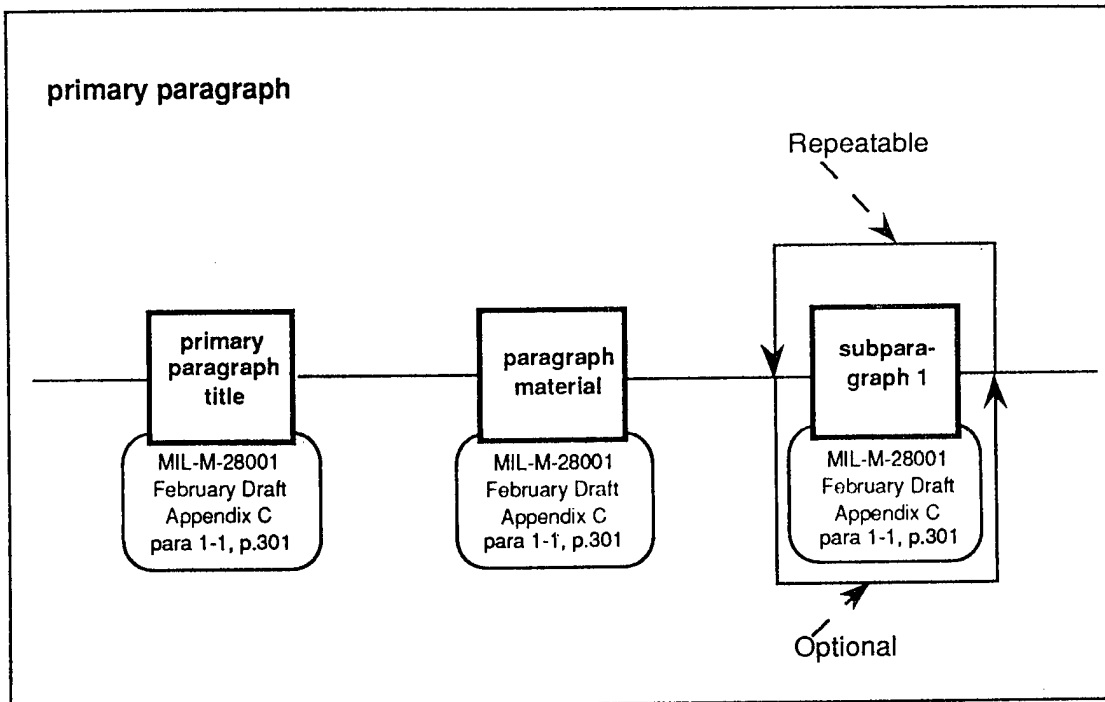 primary paragraph
Repeatable
primary
paragraph
title
MIL-M-28001
February Draft
Appendix C
para 1-1, p.301
paragraph
material
MIL-M-28001
February Draft
Appendix C
para 1-1, p.301
subpara-
graph 1
MIL-M-28001
February Draft
Appendix C
para 1-1, p.301
Optional